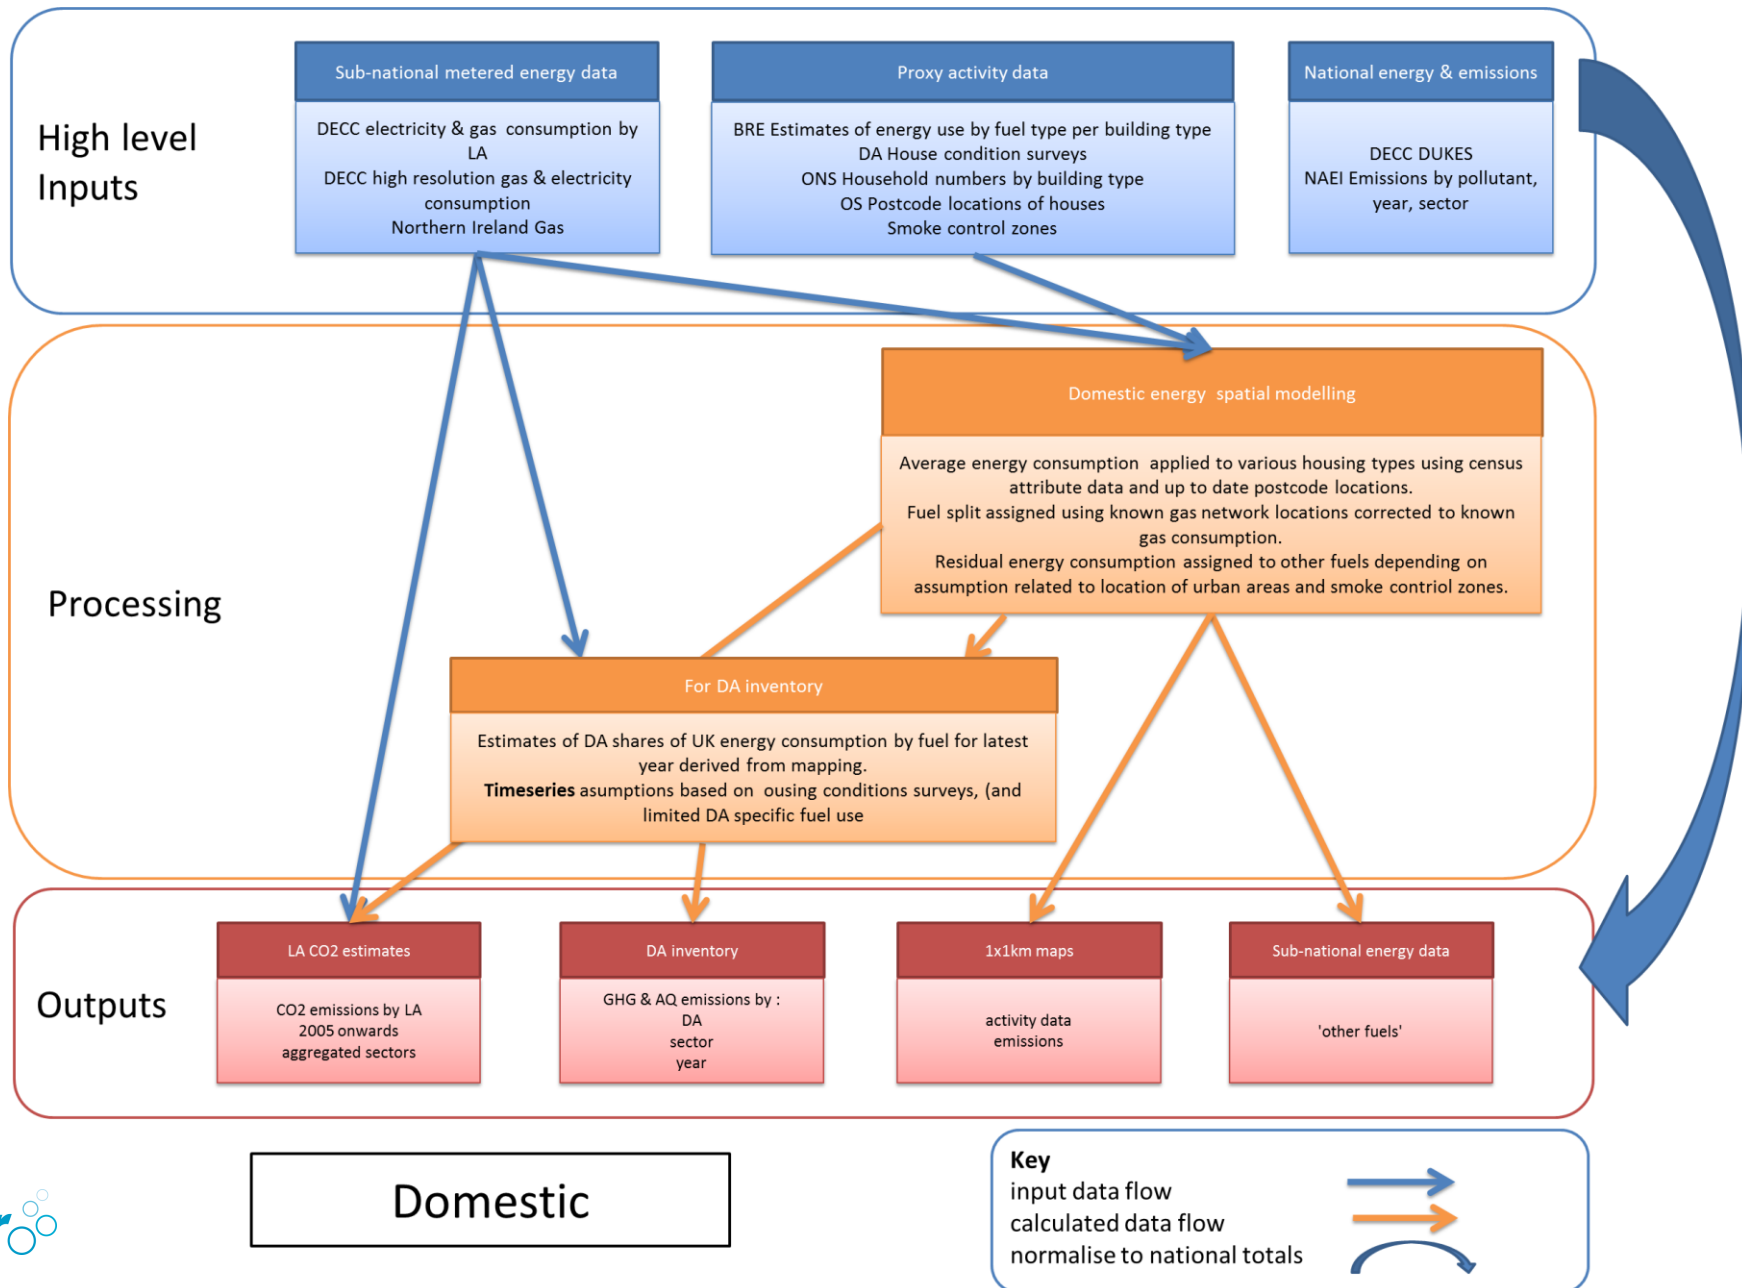 High level
Inputs
Sub-national metered energy data
DECC electricity & gas consumption by
LA
DECC high resolution gas & electricity
consumption
Northern Ireland Gas
Proxy activity data
BRE Estimates of energy use by fuel type per building type
DA House condition surveys
ONS Household numbers by building type
OS Postcode locations of houses
Smoke control zones
National energy & emissions
DECC DUKES
NAEI Emissions by pollutant,
year, sector
Processing
Domestic energy spatial modelling
Average energy consumption applied to various housing types using census
attribute data and up to date postcode locations.
Fuel split assigned using known gas network locations corrected to known
gas consumption.
Residual energy consumption assigned to other fuels depending on
assumption related to location of urban areas and smoke contriol zones.
For DA inventory
Estimates of DA shares of UK energy consumption by fuel for latest
year derived from mapping.
Timeseries asumptions based on ousing conditions surveys, (and
limited DA specific fuel use
Outputs
LA CO2 estimates
CO2 emissions by LA
2005 onwards
aggregated sectors
DA inventory
GHG & AQ emissions by :
DA
sector
year
1x1km maps
activity data
emissions
Sub-national energy data
'other fuels'
Domestic
Key
input data flow
calculated data flow
normalise to national totals